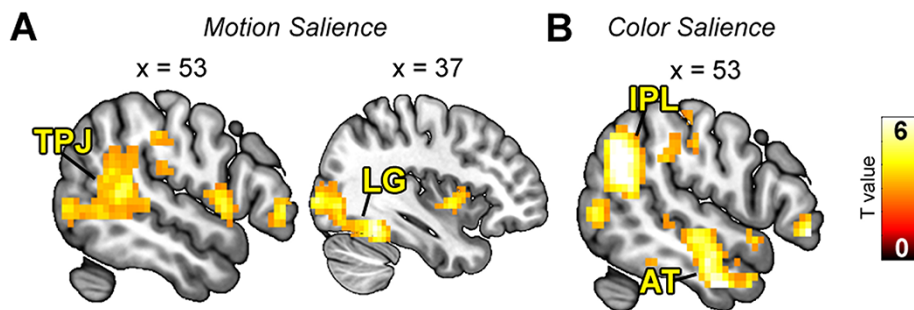 A
Motion Salience
x = 53
x = 37
TPJ
LG
B
Color Salience
x = 53
IPL
AT
6
T value
0